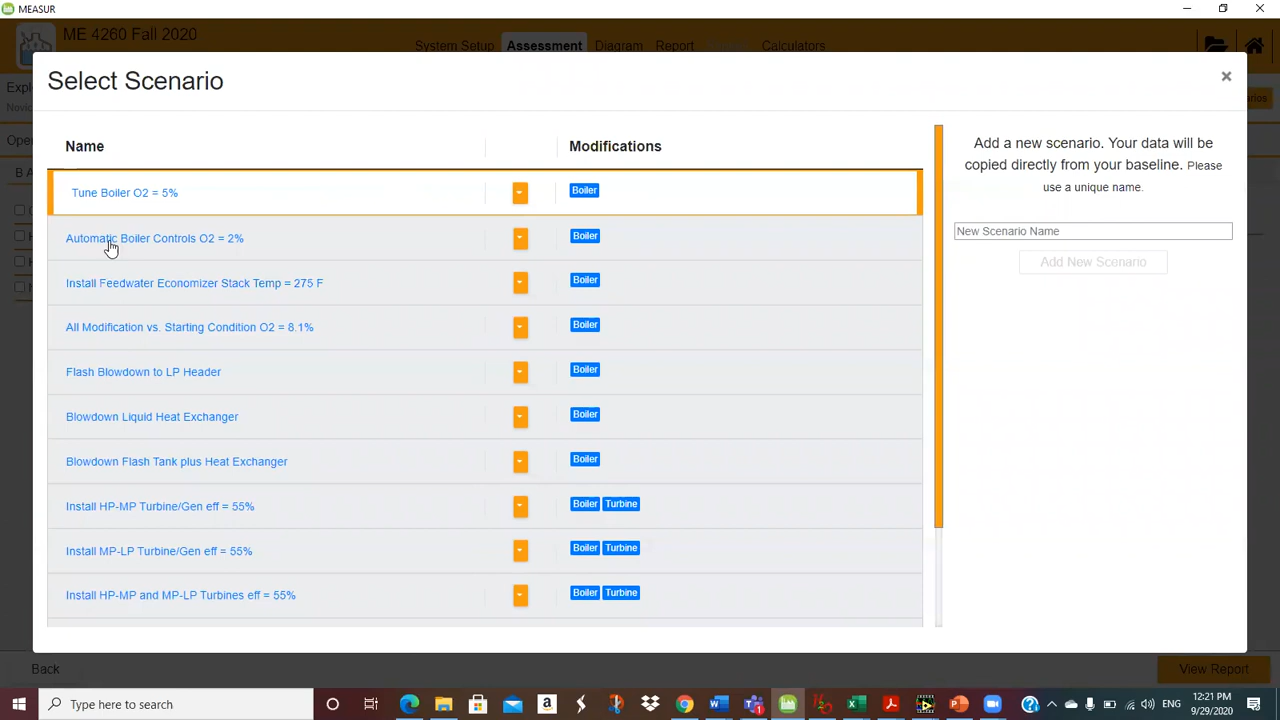 MEASUR
ME 4260 Fall 2020
System Setup Assessment Diagram Report Calculators
Select Scenario
Name Modifications
Tune Boiler O2 = 5% Boiler
Automatic Boiler Controls O2 = 2% Boiler
Install Feedwater Economizer Stack Temp = 275 F Boiler
All Modification vs. Starting Condition O2 = 8.1% Boiler
Flash Blowdown to LP Header Boiler
Blowdown Liquid Heat Exchanger Boiler
Blowdown Flash Tank plus Heat Exchanger Boiler
Install HP-MP Turbine/Gen eff = 55% Boiler Turbine
Install MP-LP Turbine/Gen eff = 55% Boiler Turbine
Install HP-MP and MP-LP Turbines eff = 55% Boiler Turbine
Add a new scenario. Your data will be
copied directly from your baseline. Please
use a unique name.
New Scenario Name
Add New Scenario
Back
View Report
Type here to search
12:21 PM
9/29/2020